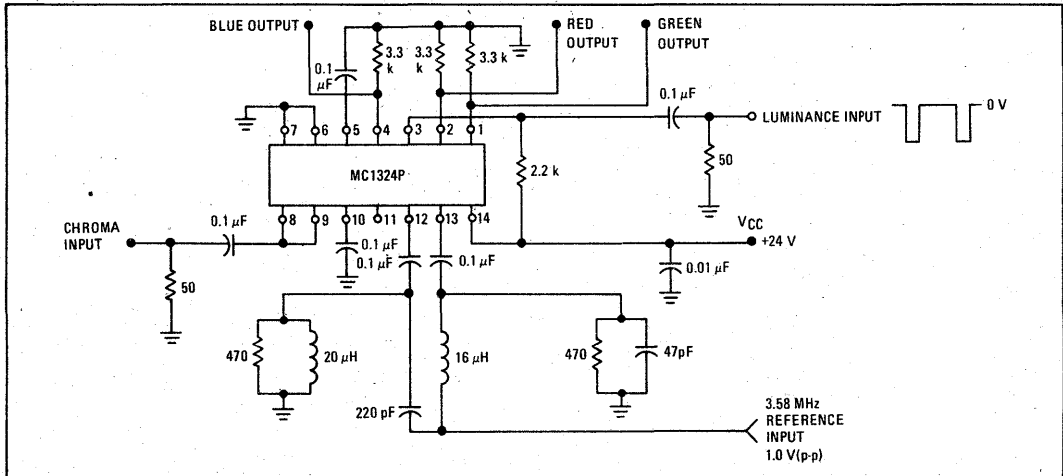 BLUE OUTPUT
RED
OUTPUT
GREEN
OUTPUT
0.1
μF
3.3
k
3.3
k
3.3 k
0.1 μF
LUMINANCE INPUT
0 V
50
7
6
5
4
3
2
1
MC1324P
2.2 k
8
9
10
11
12
13
14
CHROMA
INPUT
0.1 μF
50
0.1 μF
0.1 μF
0.1 μF
VCC
+24 V
0.01 μF
470
20 μH
16 μH
470
47pF
220 pF
3.58 MHz
REFERENCE
INPUT
1.0 V(p-p)